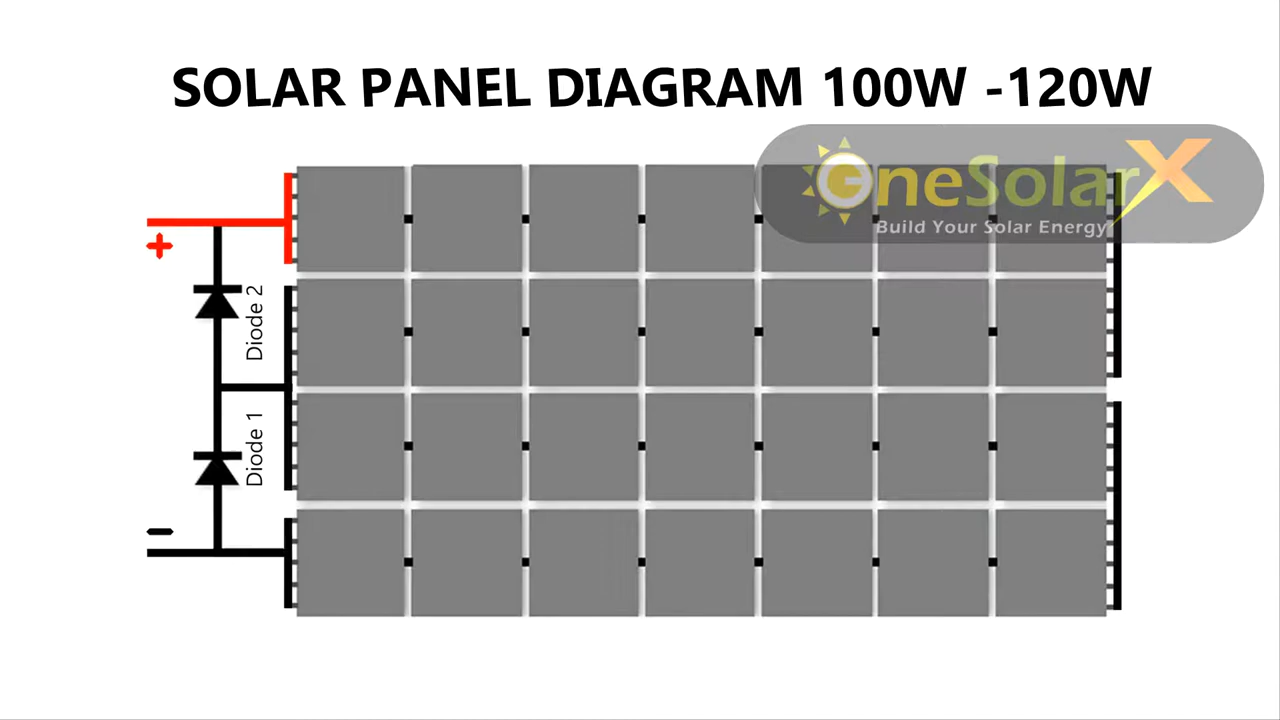 SOLAR PANEL DIAGRAM 100W -120W
OneSolarX
Build Your Solar Energy
+
Diode 2
Diode 1
-